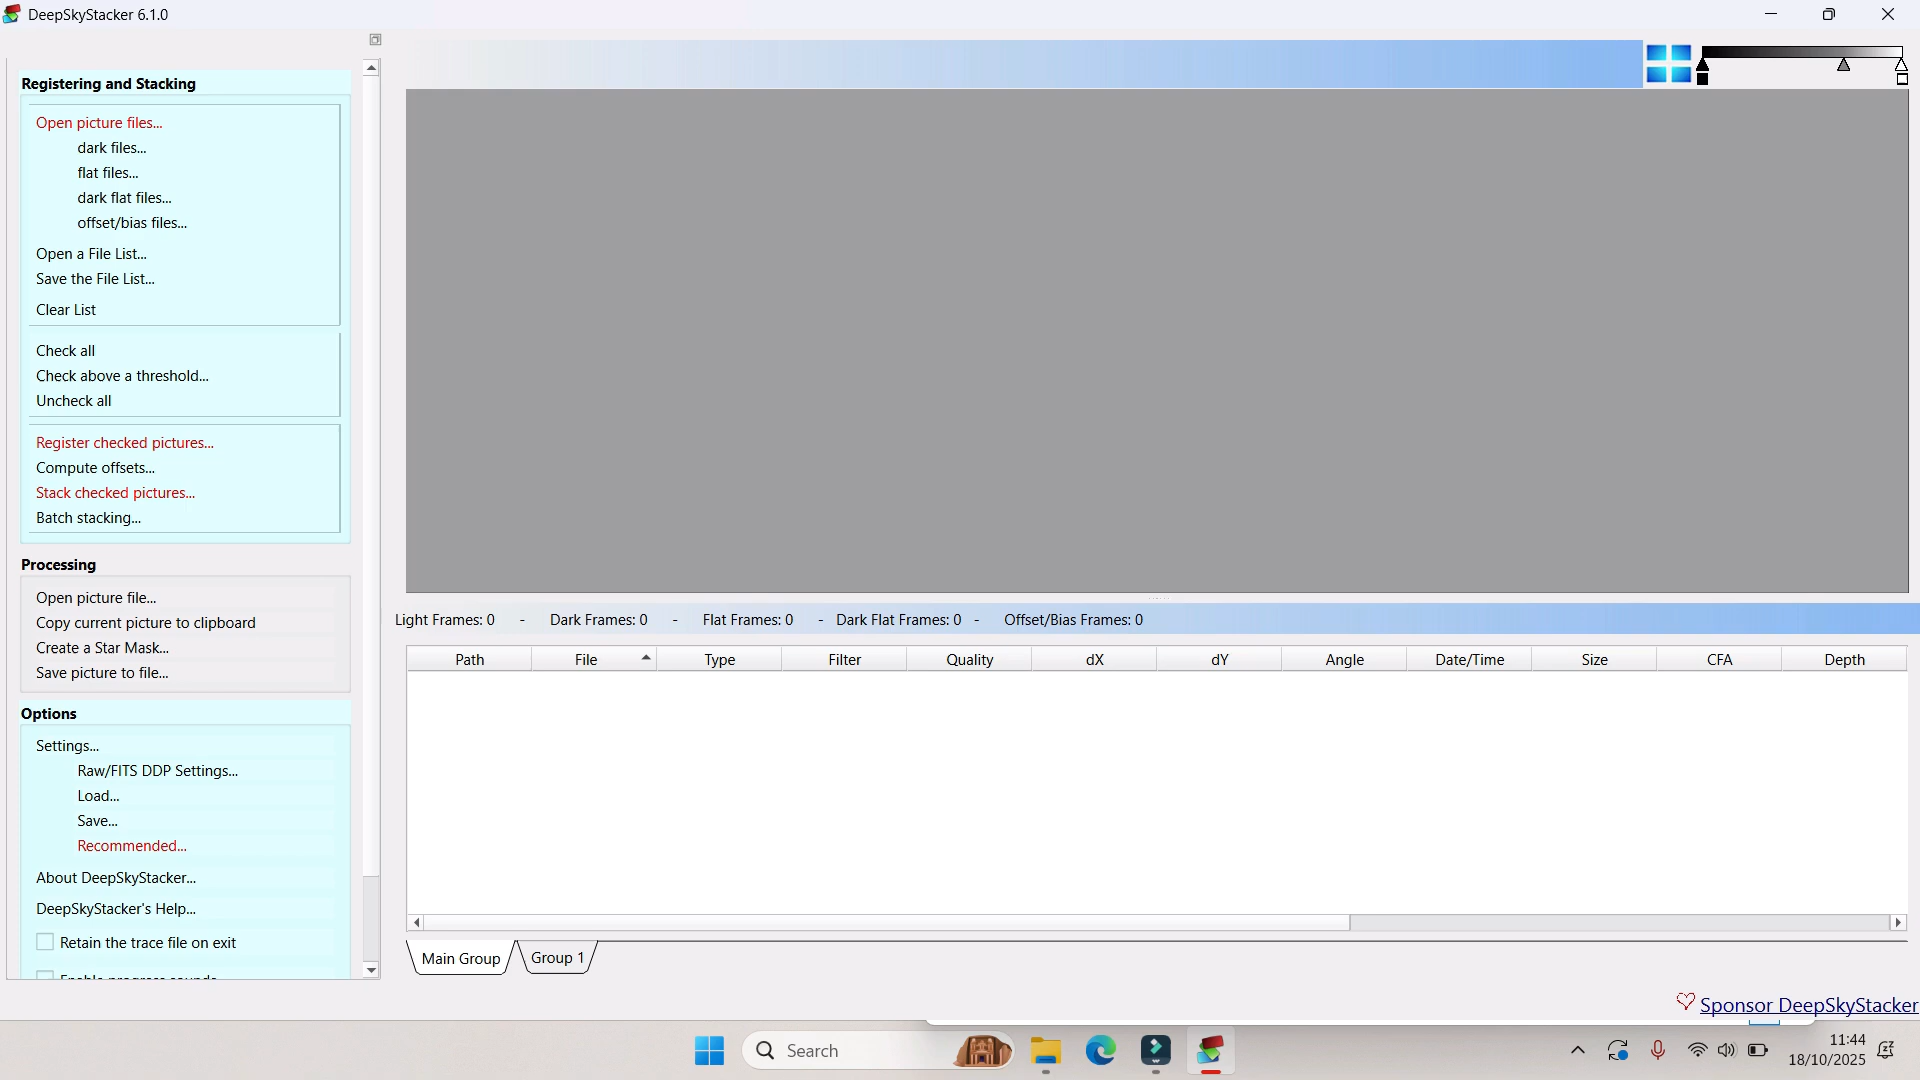 DeepSkyStacker 6.1.0
Registering and Stacking
Open picture files...
dark files...
flat files...
dark flat files...
offset/bias files...
Open a File List...
Save the File List...
Clear List
Check all
Check above a threshold...
Uncheck all
Register checked pictures...
Compute offsets...
Stack checked pictures...
Batch stacking...
Processing
Open picture file...
Copy current picture to clipboard
Create a Star Mask...
Save picture to file...
Options
Settings...
Raw/FITS DDP Settings...
Load...
Save...
Recommended...
About DeepSkyStacker...
DeepSkyStacker's Help...
Retain the trace file on exit
Enable progress sounds
Light Frames: 0 - Dark Frames: 0 - Flat Frames: 0 - Dark Flat Frames: 0 - Offset/Bias Frames: 0
Path File Type Filter Quality dX dY Angle Date/Time Size CFA Depth
Main Group Group 1
Sponsor DeepSkyStacker
Search
11:44
18/10/2025